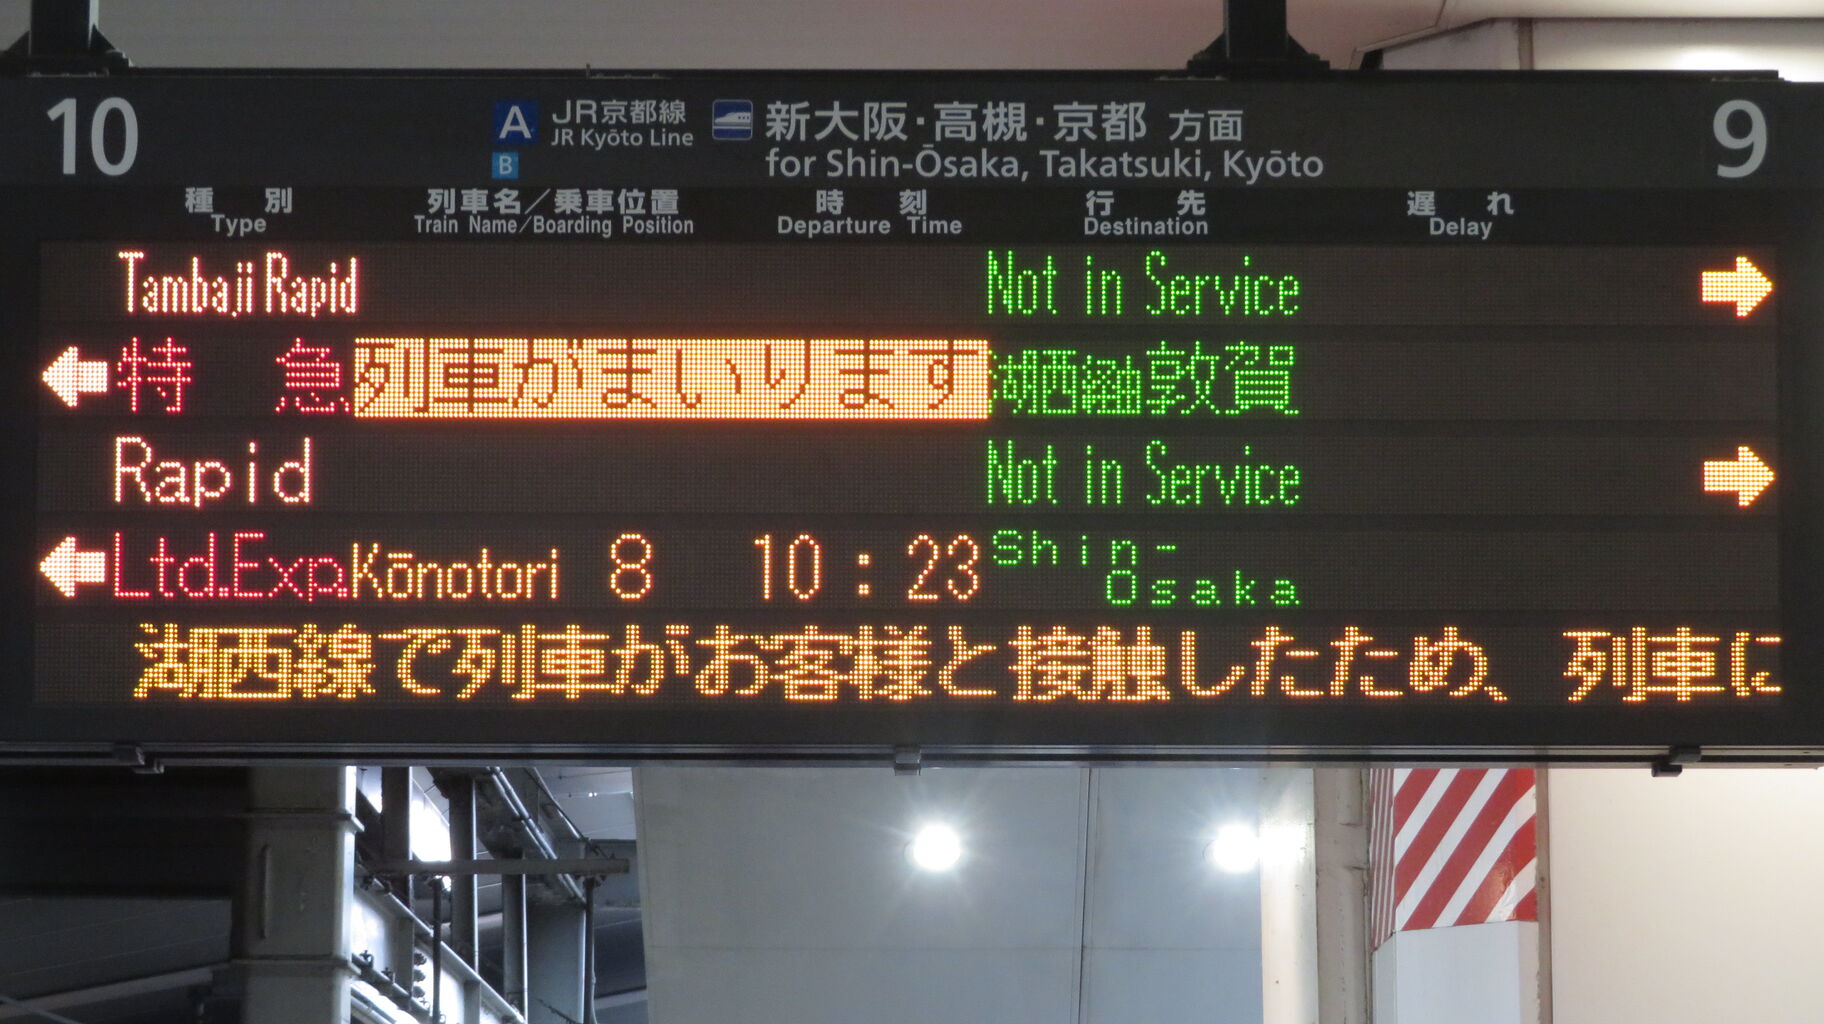 10
A JR京都線 新大阪・高槻・京都 方面
B JR Kyōto Line for Shin-Ōsaka, Takatsuki, Kyōto
9
種別 列車名/乗車位置 時刻 行先 遅れ
Type Train Name/Boarding Position Departure Time Destination Delay
Tambaji Rapid Not in Service →
← 特急 列車がまいります 湖西経由敦賀
Rapid Not in Service →
← Ltd.Exp. Kōnotori 8 10:23 Shin-Osaka
湖西線で列車がお客様と接触したため、列車に